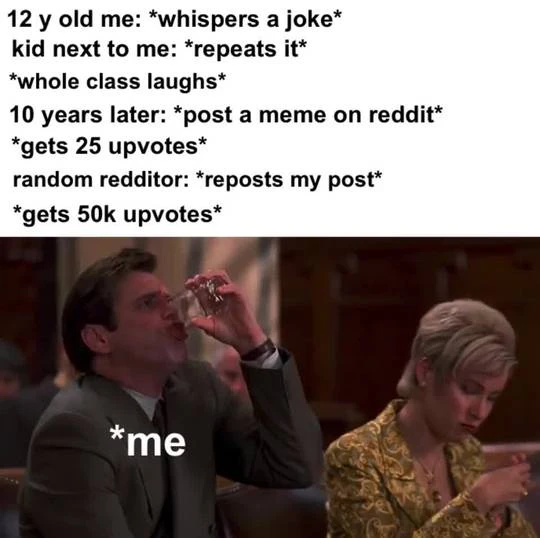 12 y old me: *whispers a joke*
kid next to me: *repeats it*
*whole class laughs*
10 years later: *post a meme on reddit*
*gets 25 upvotes*
random redditor: *reposts my post*
*gets 50k upvotes*
*me